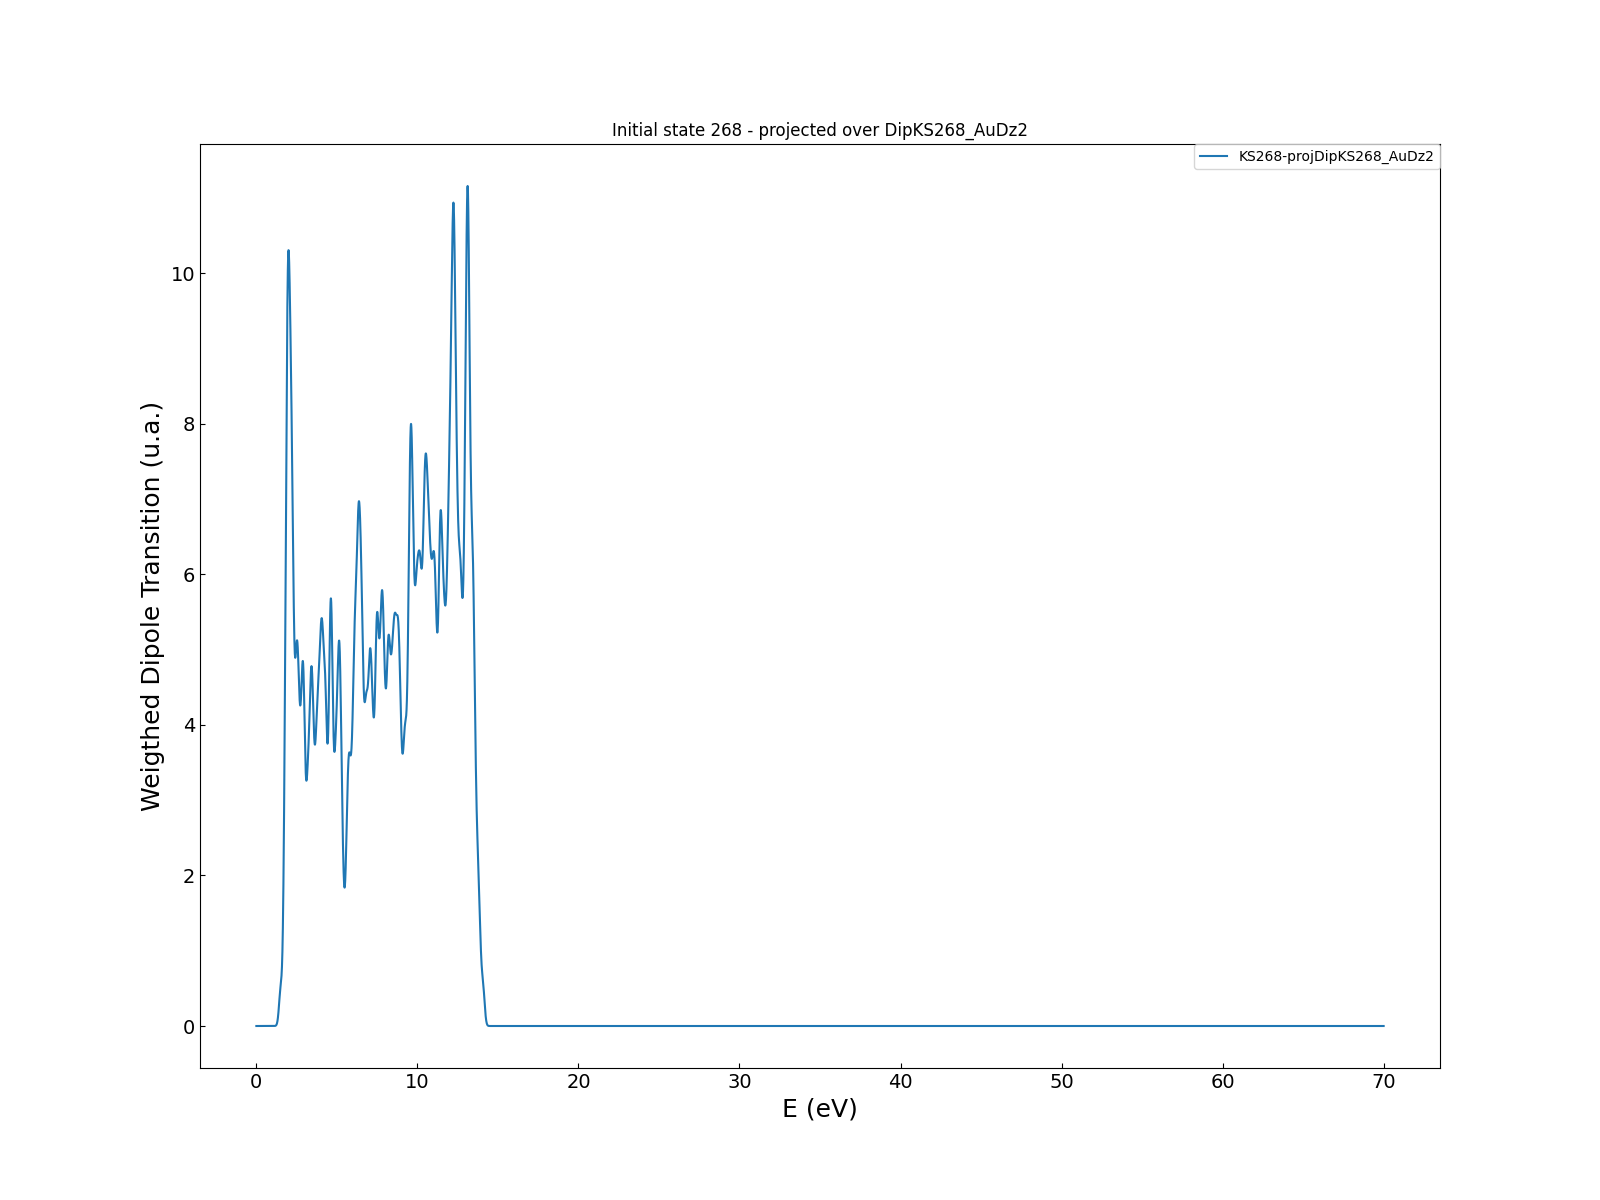 Initial state 268 - projected over DipKS268_AuDz2
KS268-projDipKS268_AuDz2
Weigthed Dipole Transition (u.a.)
10
8
6
4
2
0
0 10 20 30 40 50 60 70
E (eV)